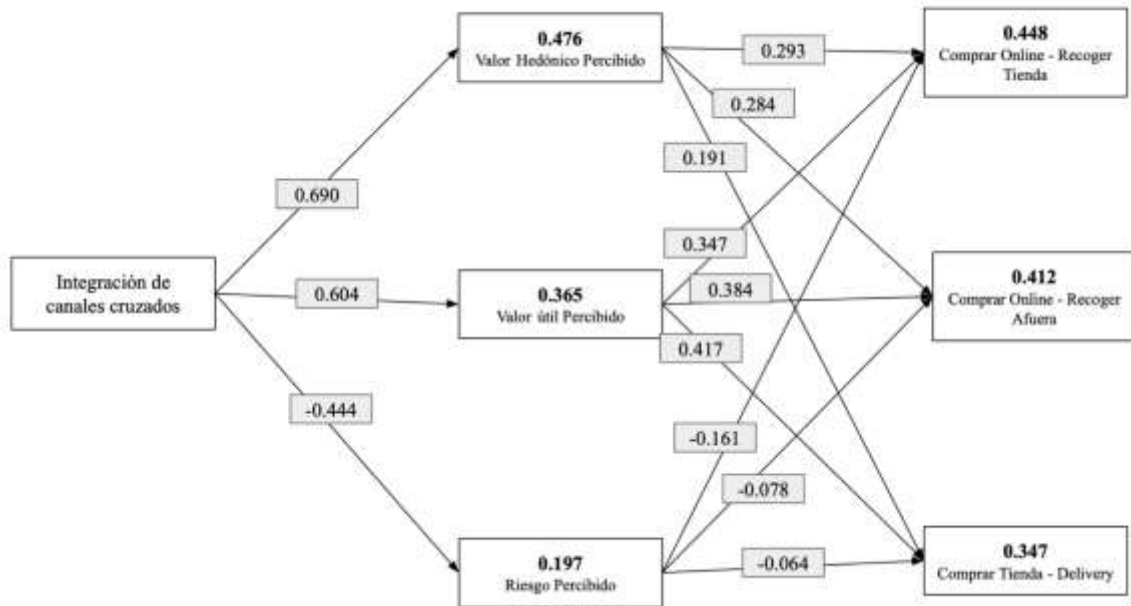 0.476
Valor Hedónico Percibido
0.293
0.448
Comprar Online - Recoger
Tienda
0.284
0.191
0.690
0.347
Integración de
canales cruzados
0.604
0.365
Valor útil Percibido
0.384
0.412
Comprar Online - Recoger
Afuera
0.417
-0.444
-0.161
-0.078
0.197
Riesgo Percibido
-0.064
0.347
Comprar Tienda - Delivery